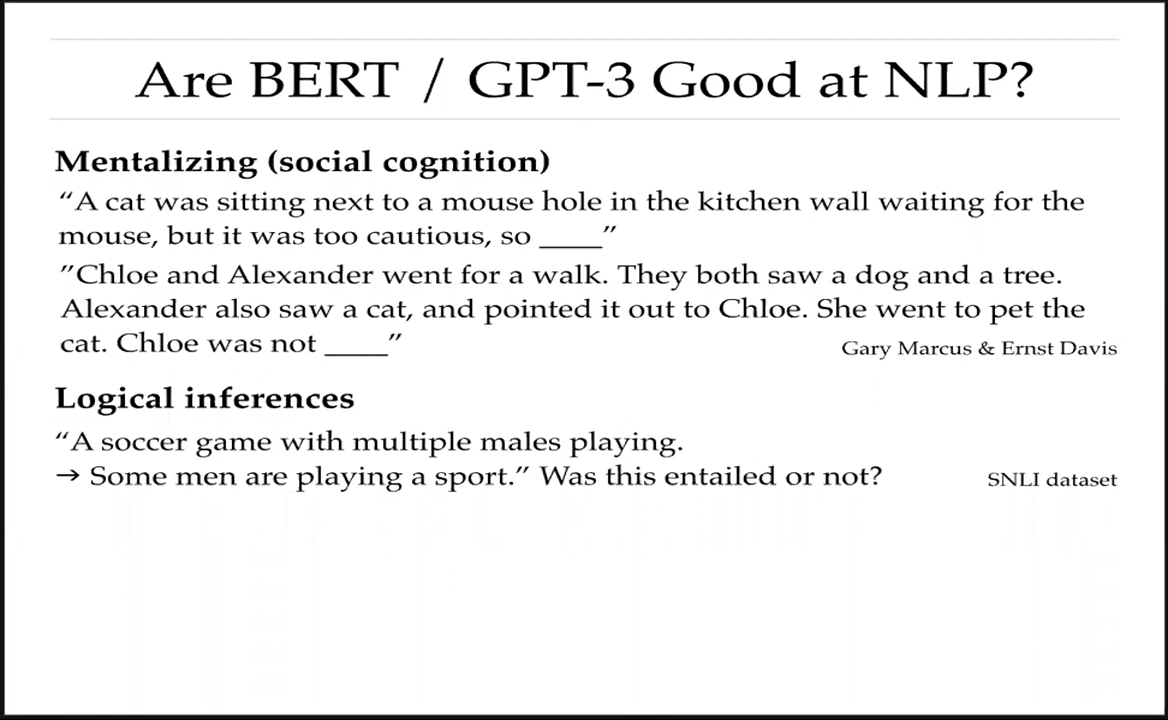 Are BERT / GPT-3 Good at NLP?
Mentalizing (social cognition)
“A cat was sitting next to a mouse hole in the kitchen wall waiting for the
mouse, but it was too cautious, so ____”
”Chloe and Alexander went for a walk. They both saw a dog and a tree.
Alexander also saw a cat, and pointed it out to Chloe. She went to pet the
cat. Chloe was not ____”
Gary Marcus & Ernst Davis
Logical inferences
“A soccer game with multiple males playing.
→ Some men are playing a sport.” Was this entailed or not?
SNLI dataset